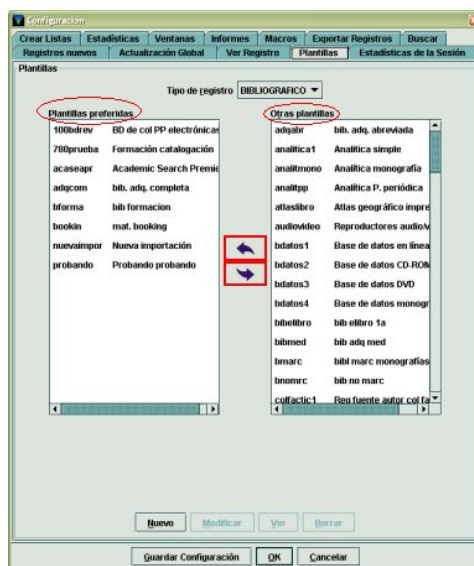 Configuración
Crear Listas Estadísticas Ventanas Informes Macros Exportar Registros Buscar
Registros nuevos Actualización Global Ver Registro Plantillas Estadísticas de la Sesión
Plantillas
Tipo de registro BIBLIOGRAFICO
Plantillas preferidas Otras plantillas
100bdrev BD de col PP electrónicas
780prueba Formación catalogación
acaseapr Academic Search Premie
adqcom bib. adq. completa
bforma bib formacion
bookin mat. booking
nuevaimpor Nueva importación
probando Probando probando
adqabr bib. adq. abreviada
analitica1 Analítica simple
analitmono Analítica monografía
analitpp Analítica P. periódica
atlaslibro Atlas geográfico impre
audiovideo Reproductores audio/v
bdatos1 Base de datos en línea
bdatos2 Base de datos CD-ROM
bdatos3 Base de datos DVD
bdatos4 Base de datos monogr
bibelibro bib elibro 1a
bibmed bib adq med
bmarc bibl marc monografías
bnomrc bib no marc
colfactic1 Reg fuente autor col fa
Nuevo Modificar Ver Borrar
Guardar Configuración OK Cancelar